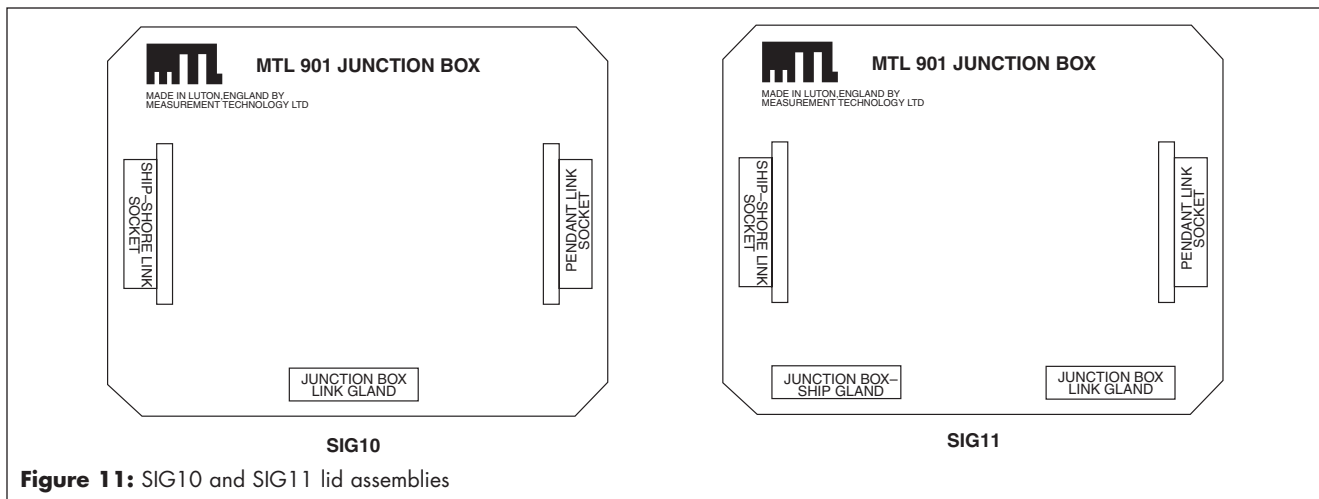 MTL
MTL 901 JUNCTION BOX
MADE IN LUTON,ENGLAND BY
MEASUREMENT TECHNOLOGY LTD
SHIP–SHORE LINK
SOCKET
PENDANT LINK
SOCKET
JUNCTION BOX
LINK GLAND
SIG10
MTL
MTL 901 JUNCTION BOX
MADE IN LUTON,ENGLAND BY
MEASUREMENT TECHNOLOGY LTD
SHIP–SHORE LINK
SOCKET
PENDANT LINK
SOCKET
JUNCTION BOX–
SHIP GLAND
JUNCTION BOX
LINK GLAND
SIG11
Figure 11: SIG10 and SIG11 lid assemblies